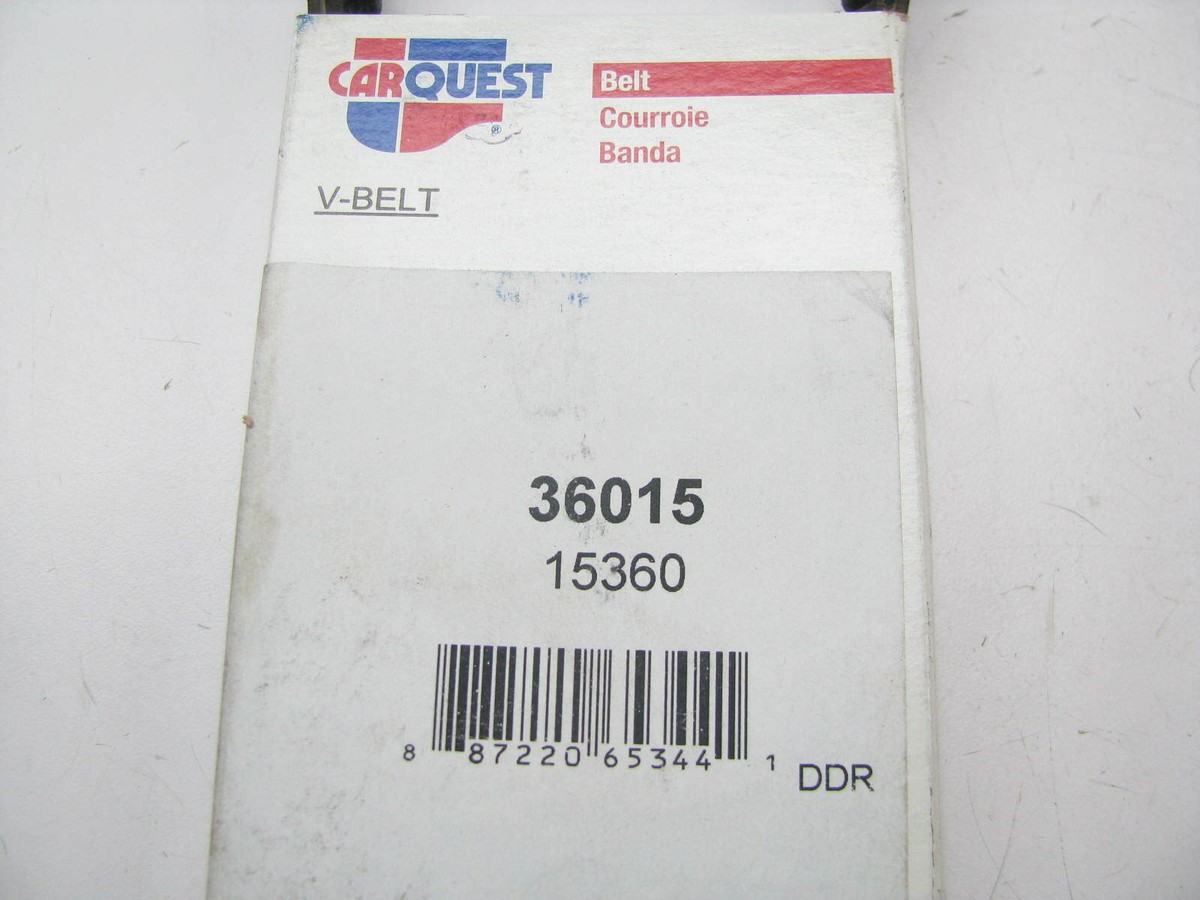 CARQUEST
®
Belt
Courroie
Banda
V-BELT
36015
15360
8 87220 65344 1
DDR